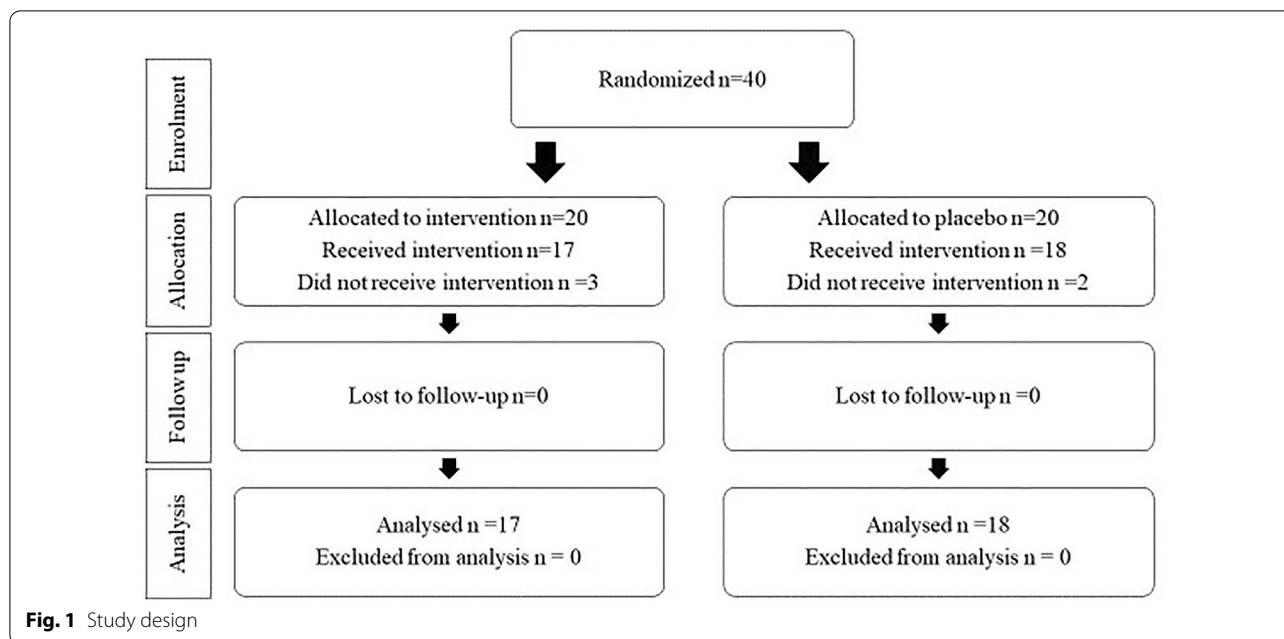 Enrolment
Randomized n=40
Allocation
Allocated to intervention n=20
Received intervention n=17
Did not receive intervention n =3
Allocated to placebo n=20
Received intervention n =18
Did not receive intervention n =2
Follow up
Lost to follow-up n=0
Lost to follow-up n =0
Analysis
Analysed n =17
Excluded from analysis n = 0
Analysed n =18
Excluded from analysis n = 0
Fig. 1 Study design